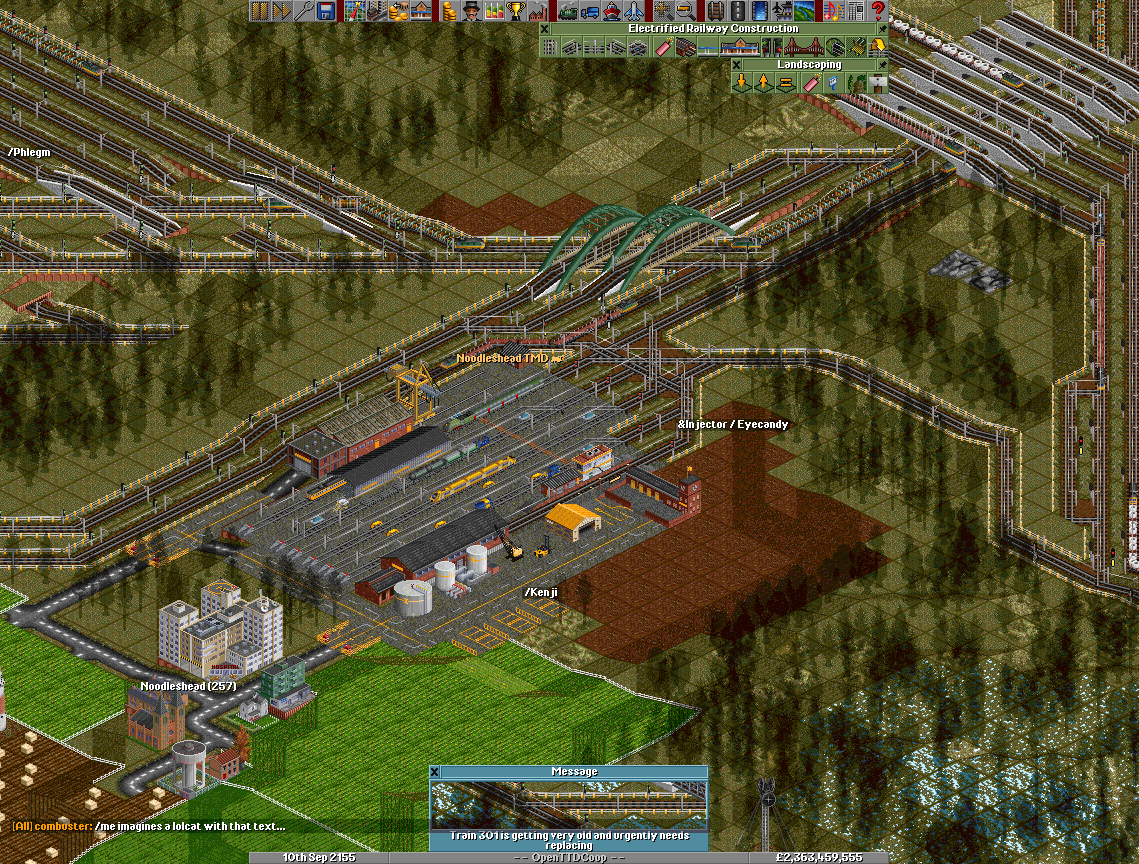 Electrified Railway Construction
Landscaping
/Phlegm
Noodleshead TMD
&Injector / Eyecandy
/Kenji
Noodleshead (257)
Message
[All] combuster: /me imagines a lolcat with that text...
Train 301 is getting very old and urgently needs
replacing
10th Sep 2155
-- OpenTTDCoop --
£2,363,459,555